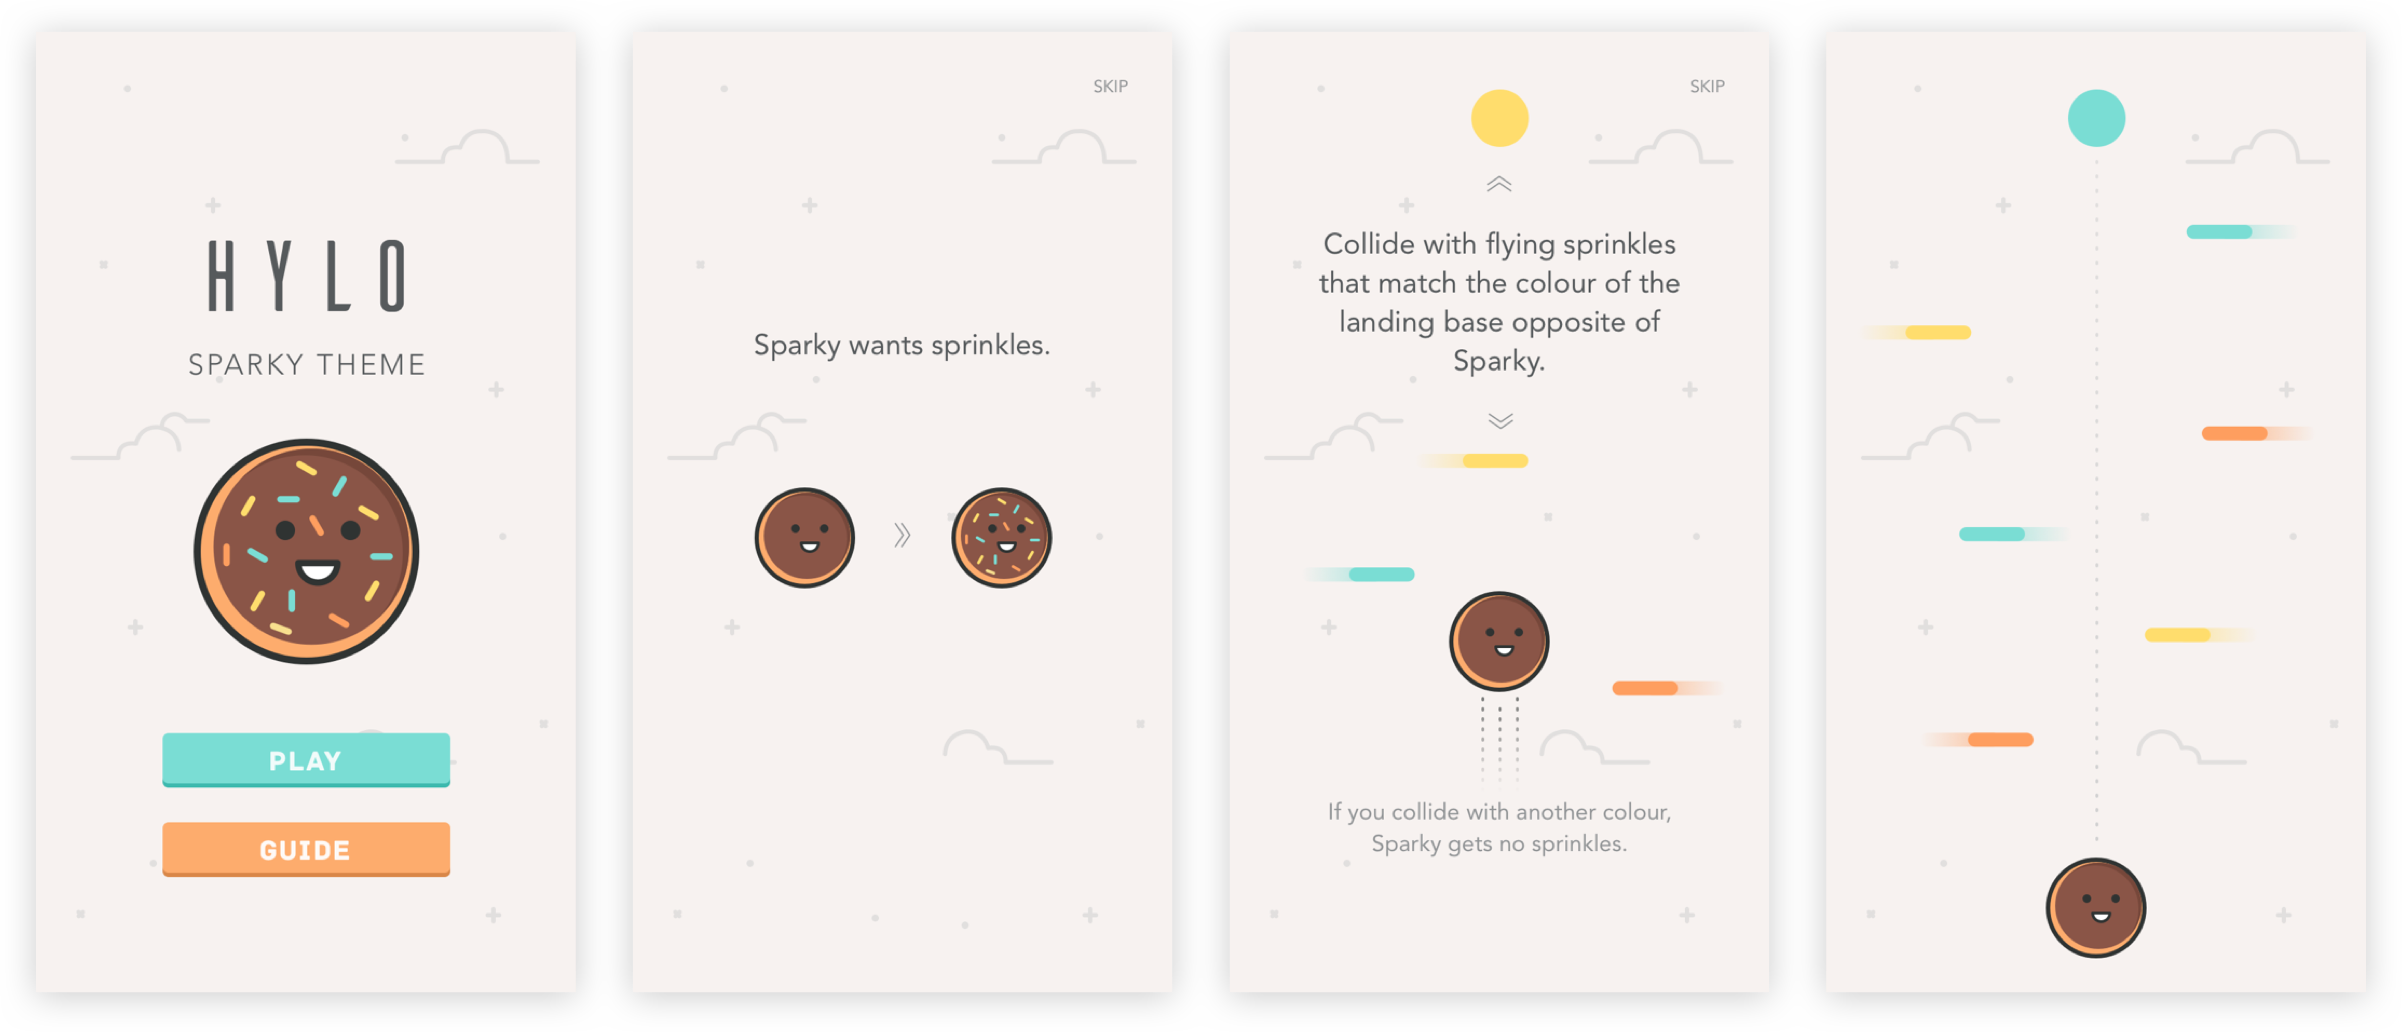 HYLO
SPARKY THEME
PLAY
GUIDE
SKIP
Sparky wants sprinkles.
SKIP
Collide with flying sprinkles
that match the colour of the
landing base opposite of
Sparky.
If you collide with another colour,
Sparky gets no sprinkles.